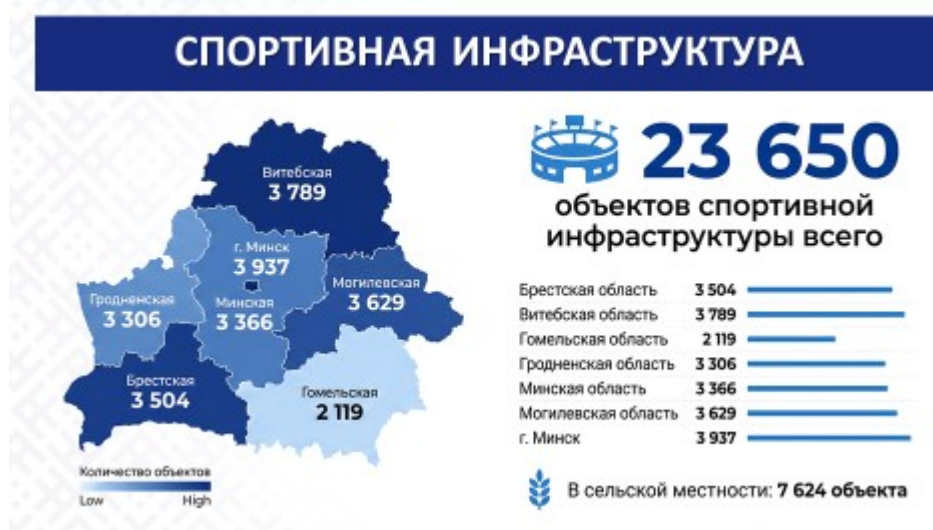 СПОРТИВНАЯ ИНФРАСТРУКТУРА
Витебская
3 789
г. Минск
3 937
Могилевская
3 629
Гродненская
3 306
Минская
3 366
Брестская
3 504
Гомельская
2 119
Количество объектов
Low High
23 650
объектов спортивной
инфраструктуры всего
Брестская область 3 504
Витебская область 3 789
Гомельская область 2 119
Гродненская область 3 306
Минская область 3 366
Могилевская область 3 629
г. Минск 3 937
В сельской местности: 7 624 объекта